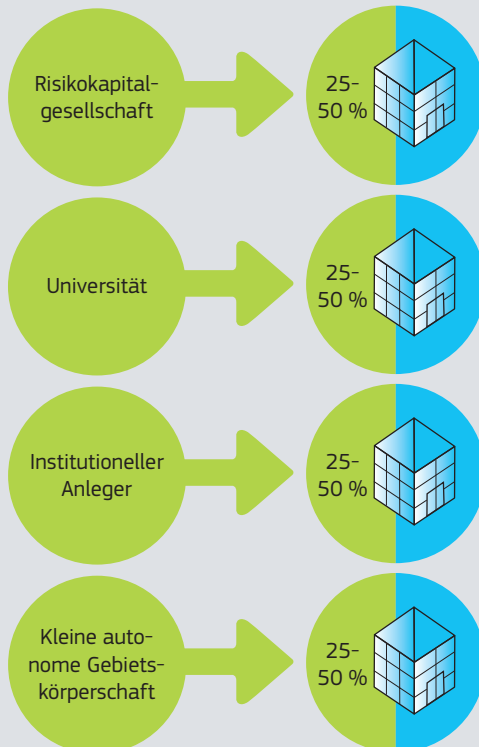 Risikokapital-
gesellschaft
25-
50 %
Universität
25-
50 %
Institutioneller
Anleger
25-
50 %
Kleine auto-
nome Gebiets-
körperschaft
25-
50 %